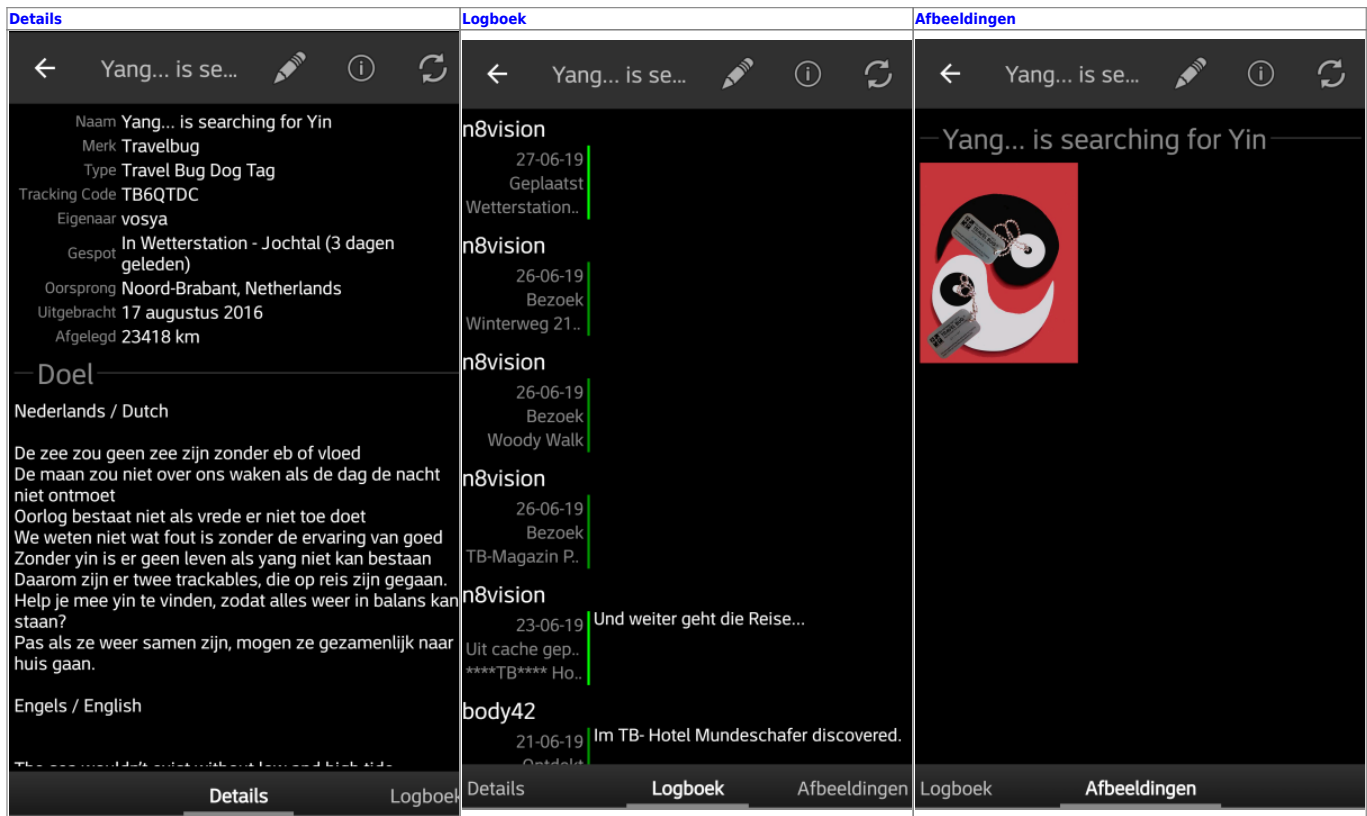 Details
Yang... is se...
Naam Yang... is searching for Yin
Merk Travelbug
Type Travel Bug Dog Tag
Tracking Code TB6QTDC
Eigenaar vosya
Gespot In Wetterstation - Jochtal (3 dagen
geleden)
Oorsprong Noord-Brabant, Netherlands
Uitgebracht 17 augustus 2016
Afgelegd 23418 km
Doel
Nederlands / Dutch
De zee zou geen zee zijn zonder eb of vloed
De maan zou niet over ons waken als de dag de nacht
niet ontmoet
Oorlog bestaat niet als vrede er niet toe doet
We weten niet wat fout is zonder de ervaring van goed
Zonder yin is er geen leven als yang niet kan bestaan
Daarom zijn er twee trackables, die op reis zijn gegaan.
Help je mee yin te vinden, zodat alles weer in balans kan
staan?
Pas als ze weer samen zijn, mogen ze gezamenlijk naar
huis gaan.
Engels / English
Details Logboek
Logboek
Yang... is se...
n8vision
27-06-19
Geplaatst
Wetterstation..
n8vision
26-06-19
Bezoek
Winterweg 21..
n8vision
26-06-19
Bezoek
Woody Walk
n8vision
26-06-19
Bezoek
TB-Magazin P..
n8vision
23-06-19 Und weiter geht die Reise...
Uit cache gep..
****TB**** Ho..
body42
21-06-19 Im TB- Hotel Mundeschafer discovered.
Details Logboek Afbeeldingen
Afbeeldingen
Yang... is se...
Yang... is searching for Yin
Logboek Afbeeldingen